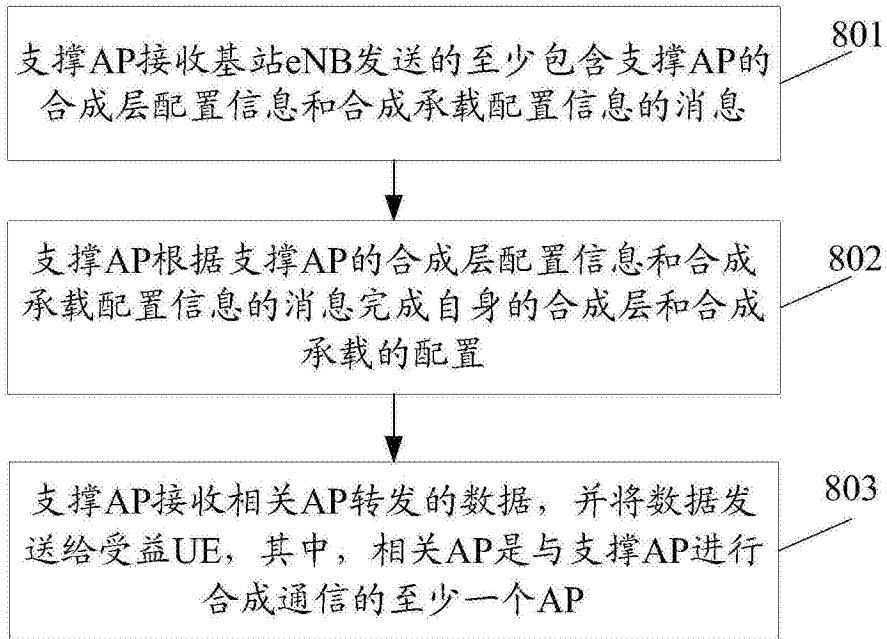 支撑AP接收基站eNB发送的至少包含支撑AP的
合成层配置信息和合成承载配置信息的消息
801
支撑AP根据支撑AP的合成层配置信息和合成
承载配置信息的消息完成自身的合成层和合成
承载的配置
802
支撑AP接收相关AP转发的数据，并将数据发
送给受益UE，其中，相关AP是与支撑AP进行
合成通信的至少一个AP
803